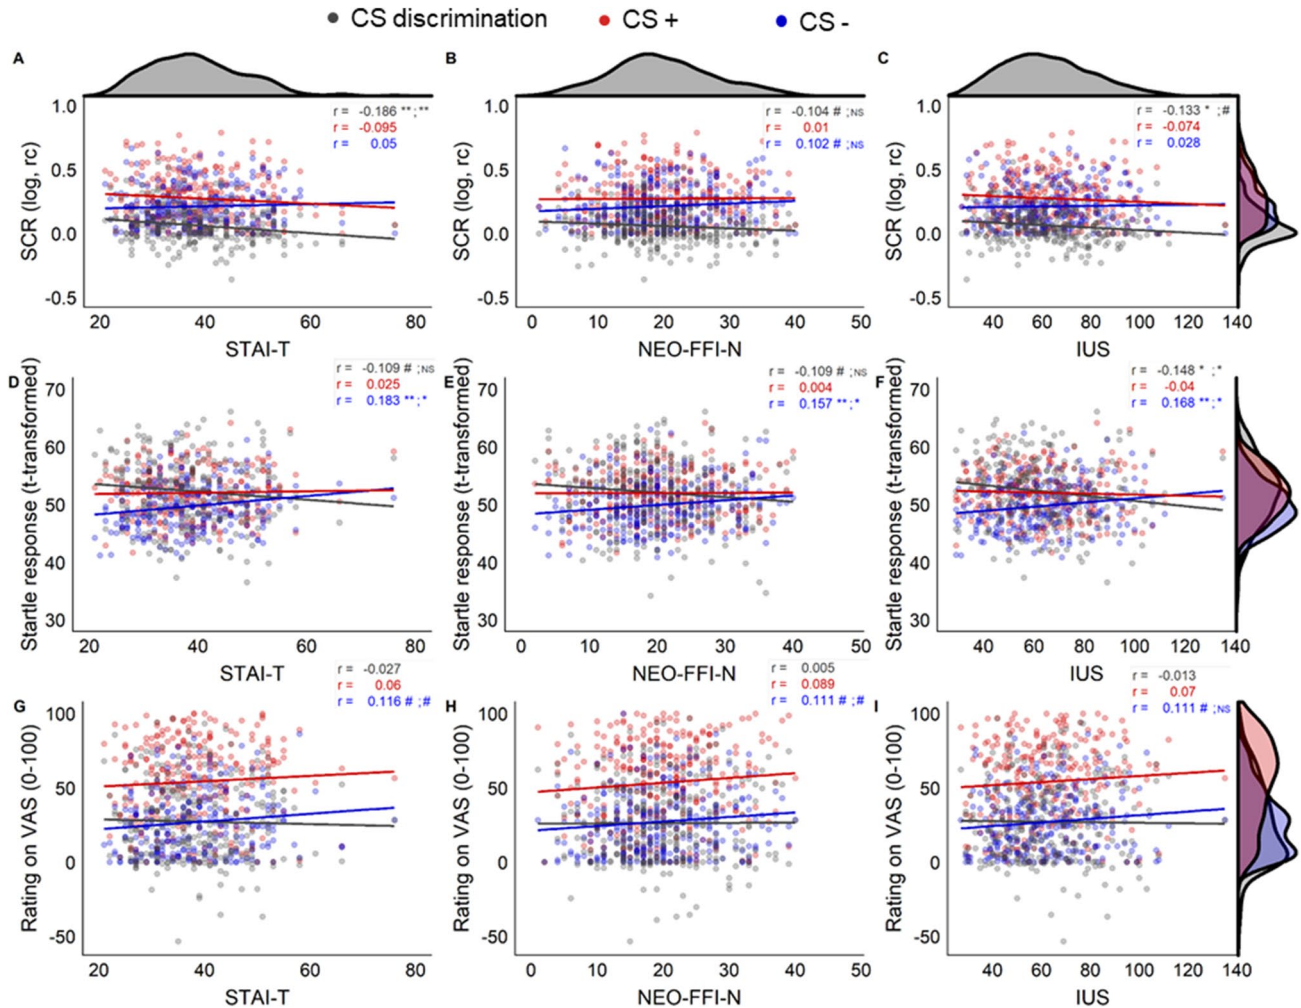 CS discrimination CS + CS -
A
r = -0.186 **;**
r = -0.095
r = 0.05
1.0
0.5
0.0
-0.5
SCR (log, rc)
20 40 60 80
STAI-T
B
r = -0.104 # ;NS
r = 0.01
r = 0.102 # ;NS
1.0
0.5
0.0
-0.5
SCR (log, rc)
0 10 20 30 40 50
NEO-FFI-N
C
r = -0.133 * ;#
r = -0.074
r = 0.028
1.0
0.5
0.0
-0.5
SCR (log, rc)
40 60 80 100 120 140
IUS
D
r = -0.109 # ;NS
r = 0.025
r = 0.183 **;*
70
60
50
40
30
Startle response (t-transformed)
20 40 60 80
STAI-T
E
r = -0.109 # ;NS
r = 0.004
r = 0.157 **;*
70
60
50
40
30
Startle response (t-transformed)
0 10 20 30 40 50
NEO-FFI-N
F
r = -0.148 * ;*
r = -0.04
r = 0.168 **;*
70
60
50
40
30
Startle response (t-transformed)
40 60 80 100 120 140
IUS
G
r = -0.027
r = 0.06
r = 0.116 # ;#
100
50
0
-50
Rating on VAS (0-100)
20 40 60 80
STAI-T
H
r = 0.005
r = 0.089
r = 0.111 # ;#
100
50
0
-50
Rating on VAS (0-100)
0 10 20 30 40 50
NEO-FFI-N
I
r = -0.013
r = 0.07
r = 0.111 # ;NS
100
50
0
-50
Rating on VAS (0-100)
40 60 80 100 120 140
IUS